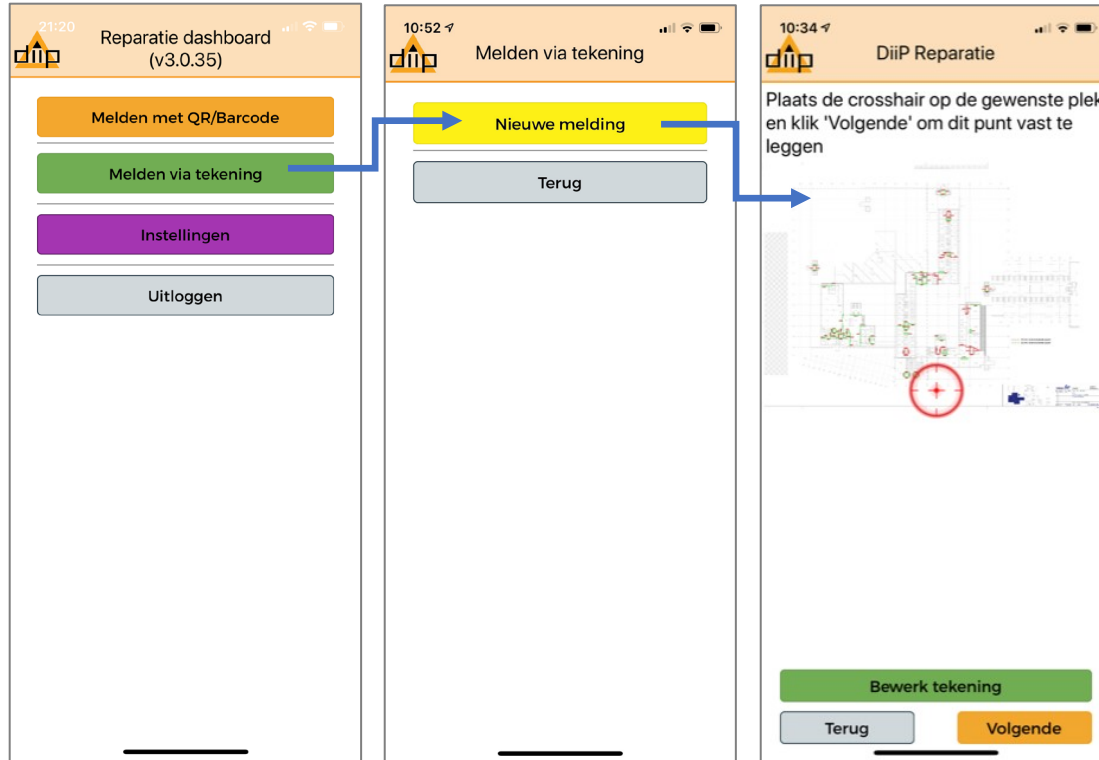 21:20
diip
Reparatie dashboard
(v3.0.35)
Melden met QR/Barcode
Melden via tekening
Instellingen
Uitloggen
10:52
diip
Melden via tekening
Nieuwe melding
Terug
10:34
diip
DiiP Reparatie
Plaats de crosshair op de gewenste plek
en klik 'Volgende' om dit punt vast te
leggen
Bewerk tekening
Terug
Volgende